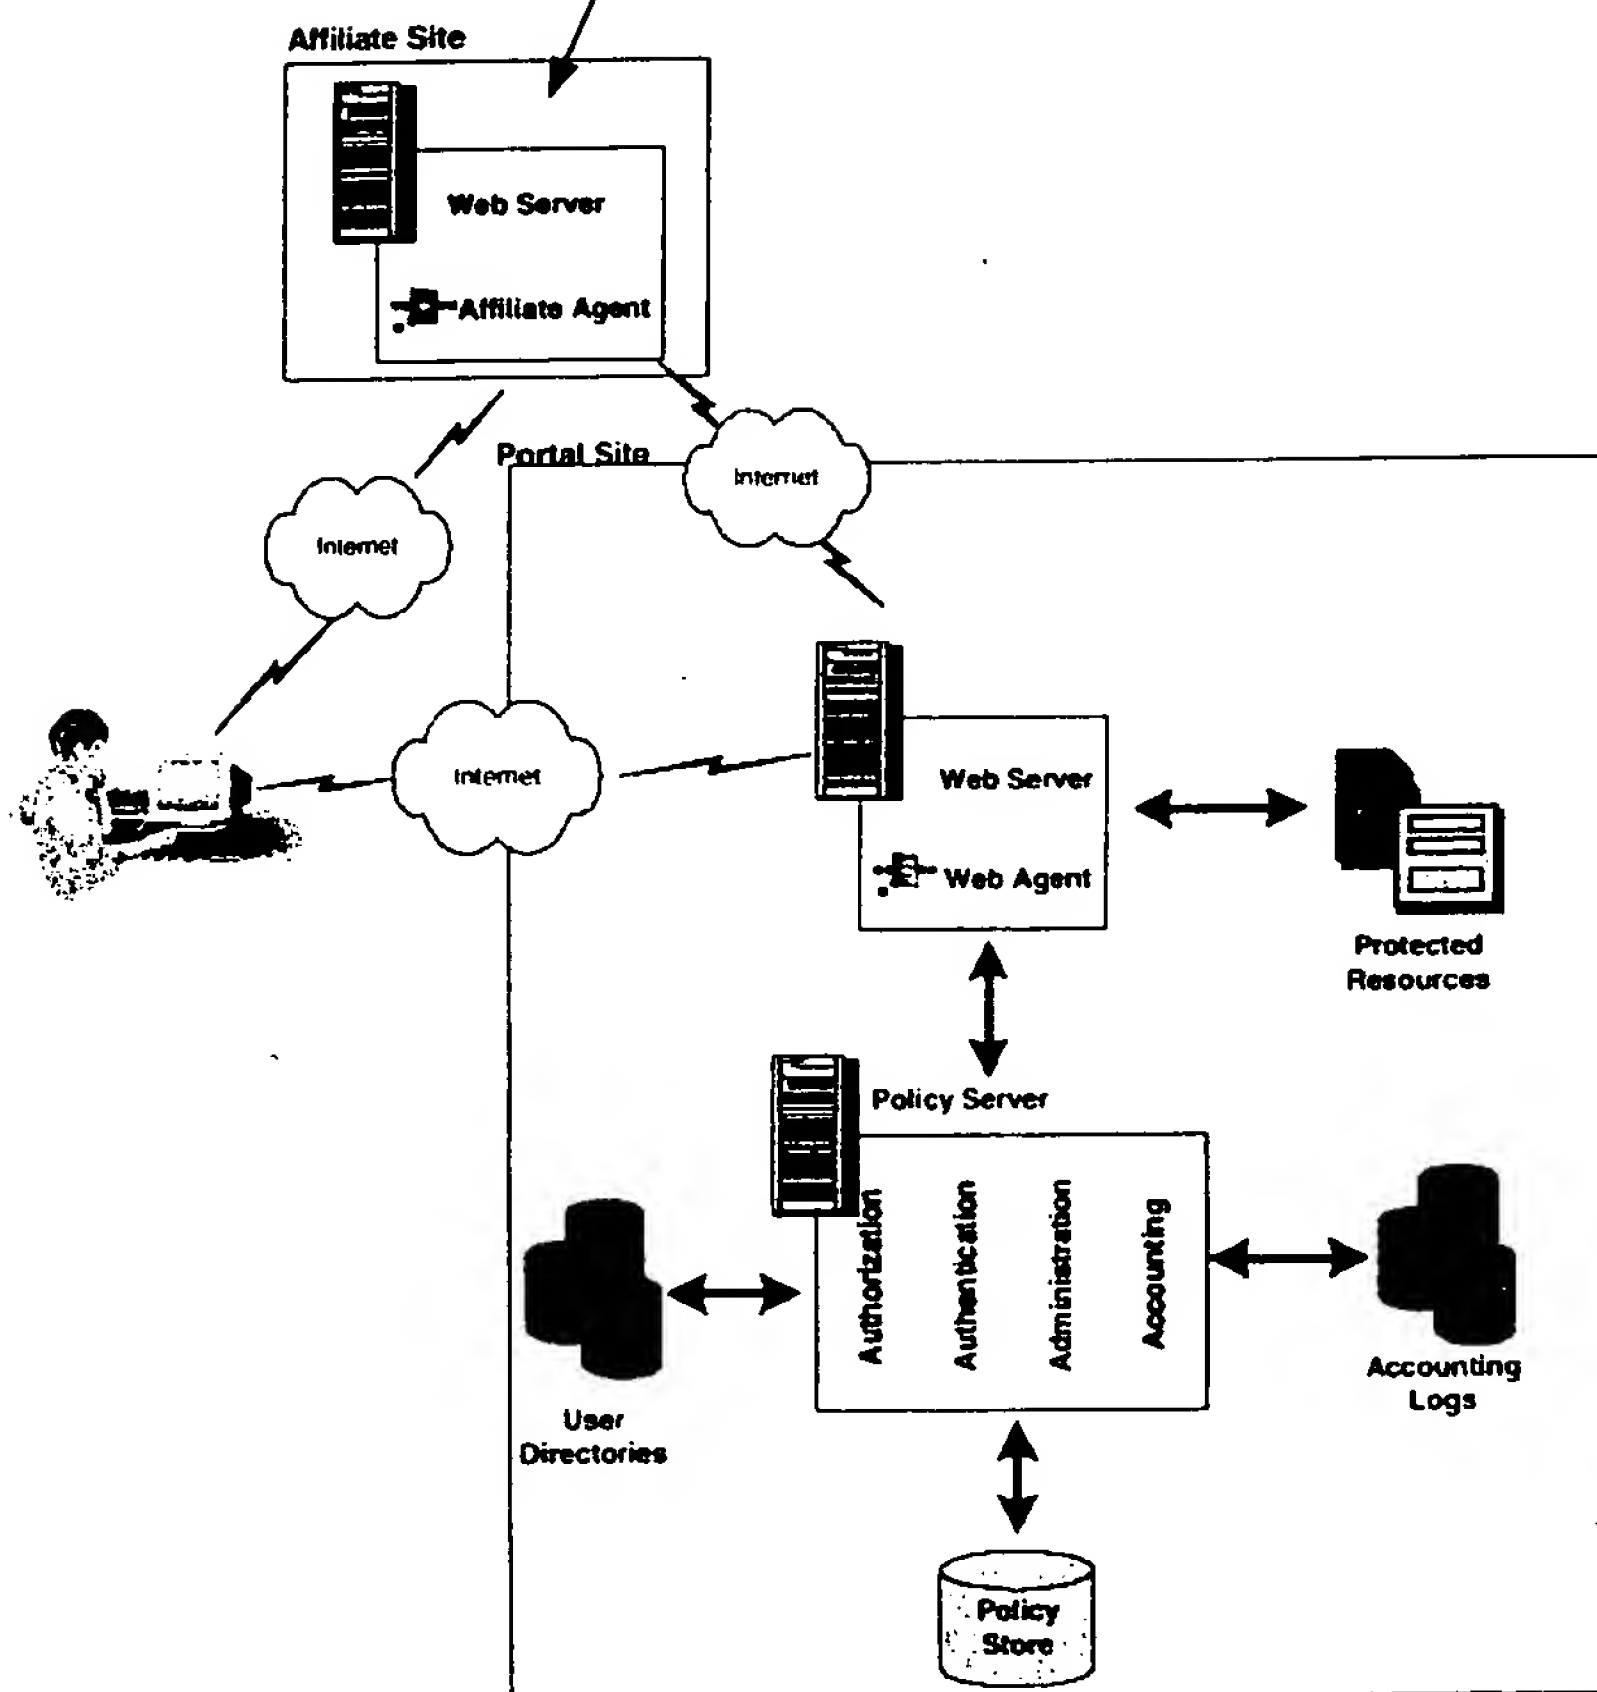 Affiliate Site
Web Server
Affiliate Agent
Portal Site
Internet
Internet
Internet
Web Server
Web Agent
Protected
Resources
Policy Server
Authorization
Authentication
Administration
Accounting
User
Directories
Accounting
Logs
Policy
Store